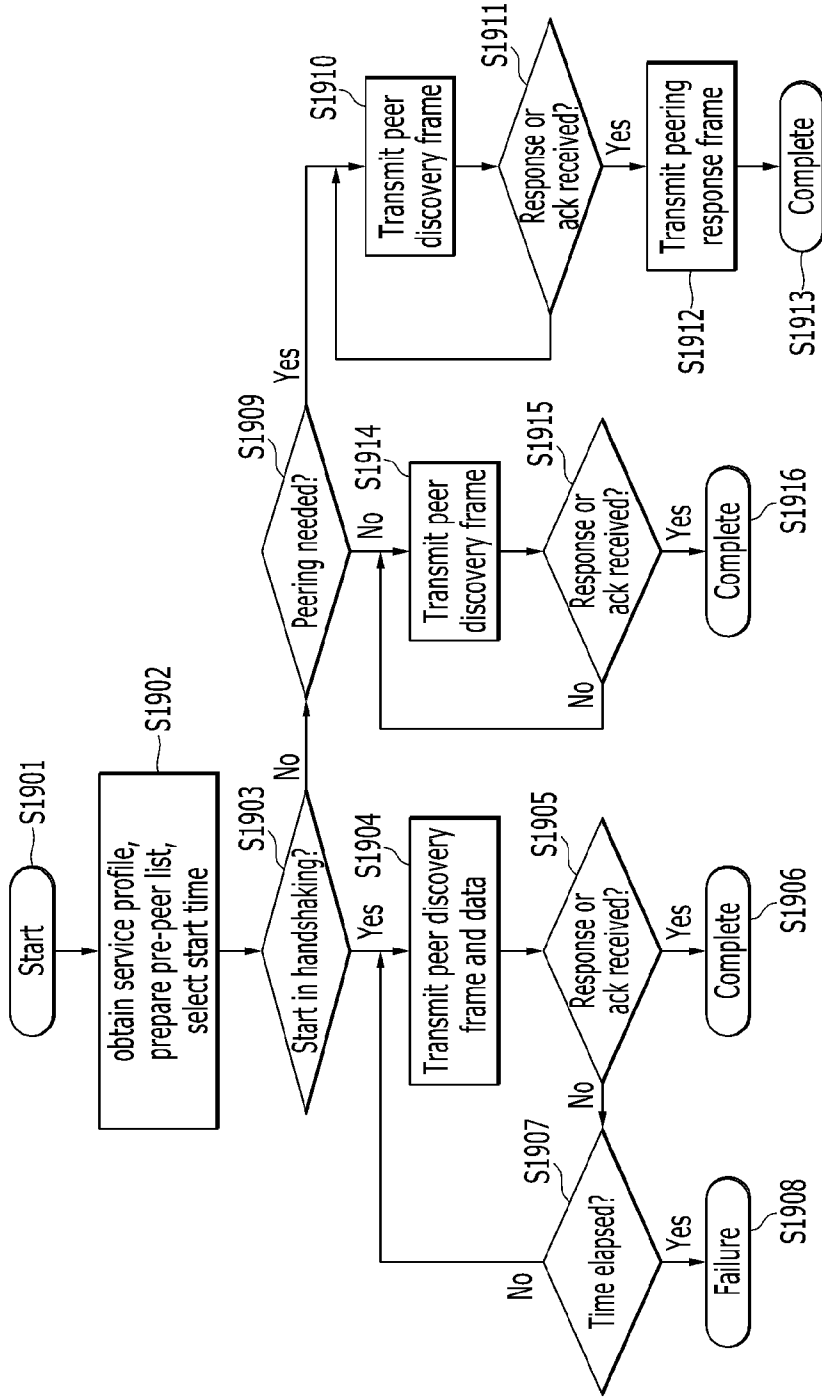 Start
S1901
obtain service profile,
prepare pre-peer list,
select start time
S1902
Start in handshaking?
S1903
No
Yes
Transmit peer discovery
frame and data
S1904
Response or
ack received?
S1905
Yes
Complete
S1906
No
Time elapsed?
S1907
No
Yes
Failure
S1908
Peering needed?
S1909
Yes
No
Transmit peer
discovery frame
S1910
Response or
ack received?
S1911
Yes
Transmit peering
response frame
S1912
Complete
S1913
Transmit peer
discovery frame
S1914
Response or
ack received?
S1915
No
Yes
Complete
S1916